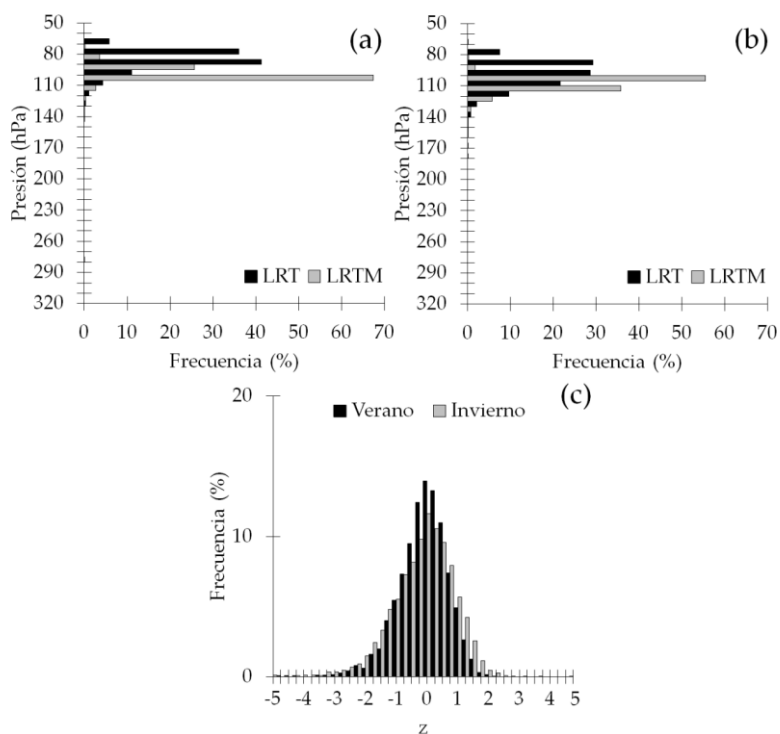 (a)
50
80
110
140
170
200
230
260
290
320
Presión (hPa)
LRT LRTM
0 10 20 30 40 50 60 70
Frecuencia (%)
(b)
50
80
110
140
170
200
230
260
290
320
Presión (hPa)
LRT LRTM
0 10 20 30 40 50 60 70
Frecuencia (%)
(c)
Verano Invierno
20
10
0
Frecuencia (%)
-5 -4 -3 -2 -1 0 1 2 3 4 5
z